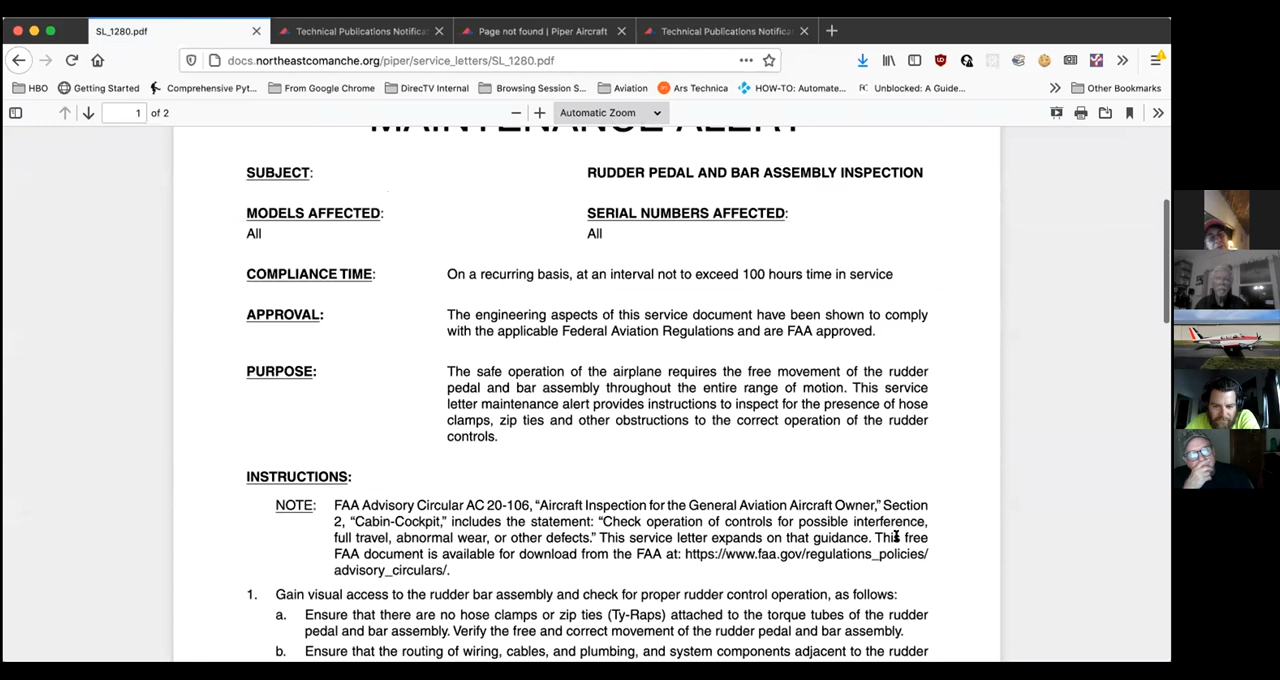 SL_1280.pdf
Technical Publications Notificat
Page not found | Piper Aircraft
Technical Publications Notificat
docs.northeastcomanche.org/piper/service_letters/SL_1280.pdf
HBO
Getting Started
Comprehensive Pyt...
From Google Chrome
DirecTV Internal
Browsing Session S...
Aviation
Ars Technica
HOW-TO: Automate...
Unblocked: A Guide...
Other Bookmarks
1 of 2
Automatic Zoom
MAINTENANCE ALERT
SUBJECT: RUDDER PEDAL AND BAR ASSEMBLY INSPECTION
MODELS AFFECTED: SERIAL NUMBERS AFFECTED:
All All
COMPLIANCE TIME: On a recurring basis, at an interval not to exceed 100 hours time in service
APPROVAL: The engineering aspects of this service document have been shown to comply
with the applicable Federal Aviation Regulations and are FAA approved.
PURPOSE: The safe operation of the airplane requires the free movement of the rudder
pedal and bar assembly throughout the entire range of motion. This service
letter maintenance alert provides instructions to inspect for the presence of hose
clamps, zip ties and other obstructions to the correct operation of the rudder
controls.
INSTRUCTIONS:
NOTE: FAA Advisory Circular AC 20-106, “Aircraft Inspection for the General Aviation Aircraft Owner,” Section
2, “Cabin-Cockpit,” includes the statement: “Check operation of controls for possible interference,
full travel, abnormal wear, or other defects.” This service letter expands on that guidance. This free
FAA document is available for download from the FAA at: https://www.faa.gov/regulations_policies/
advisory_circulars/.
1. Gain visual access to the rudder bar assembly and check for proper rudder control operation, as follows:
a. Ensure that there are no hose clamps or zip ties (Ty-Raps) attached to the torque tubes of the rudder
pedal and bar assembly. Verify the free and correct movement of the rudder pedal and bar assembly.
b. Ensure that the routing of wiring, cables, and plumbing, and system components adjacent to the rudder